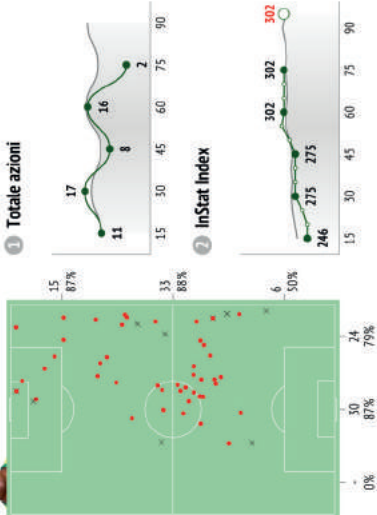 1 Totale azioni
11 17 8 16 2
15 30 45 60 75 90
2 InStat Index
246 275 275 302 302 302
15 30 45 60 75 90
6 33 15
50% 88% 87%
24
79%
30
87%
-
0%